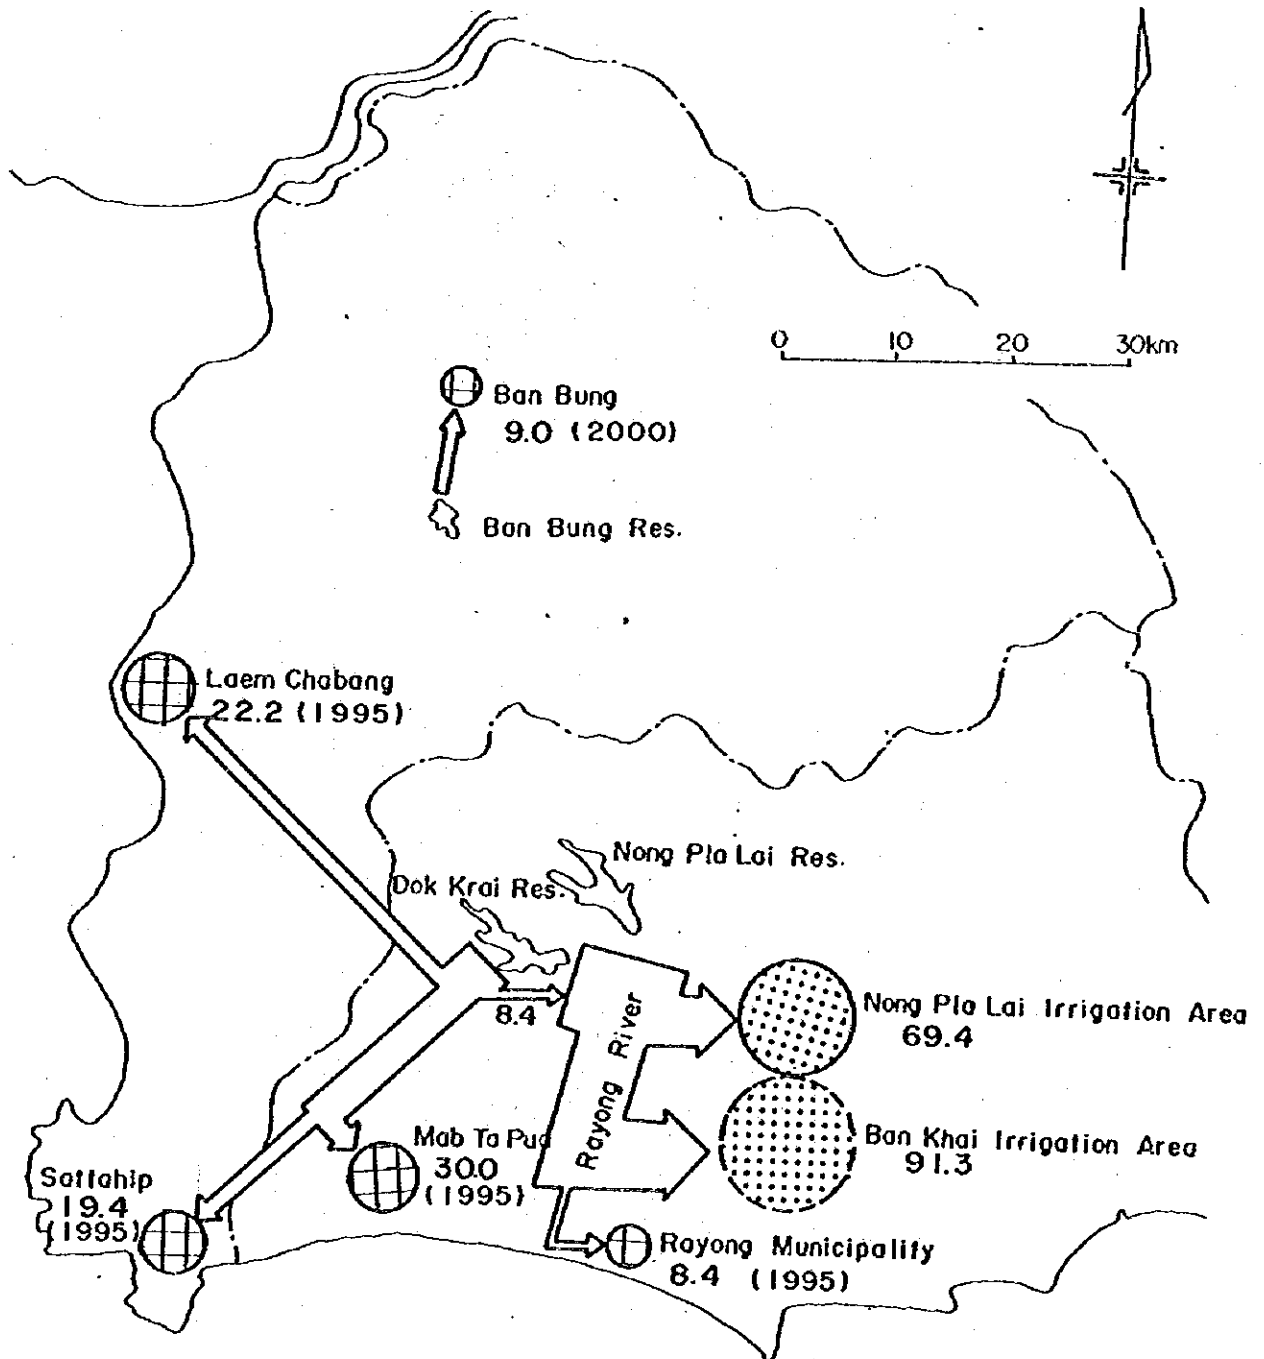 0 10 20 30km
Ban Bung
9.0 (2000)
Ban Bung Res.
Laem Chabang
22.2 (1995)
Nong Pla Lai Res.
Dok Krai Res.
8.4
Rayong River
Nong Pla Lai Irrigation Area
69.4
Ban Khai Irrigation Area
91.3
Mab Ta Pud
30.0
(1995)
Sattahip
19.4
(1995)
Rayong Municipality
8.4 (1995)